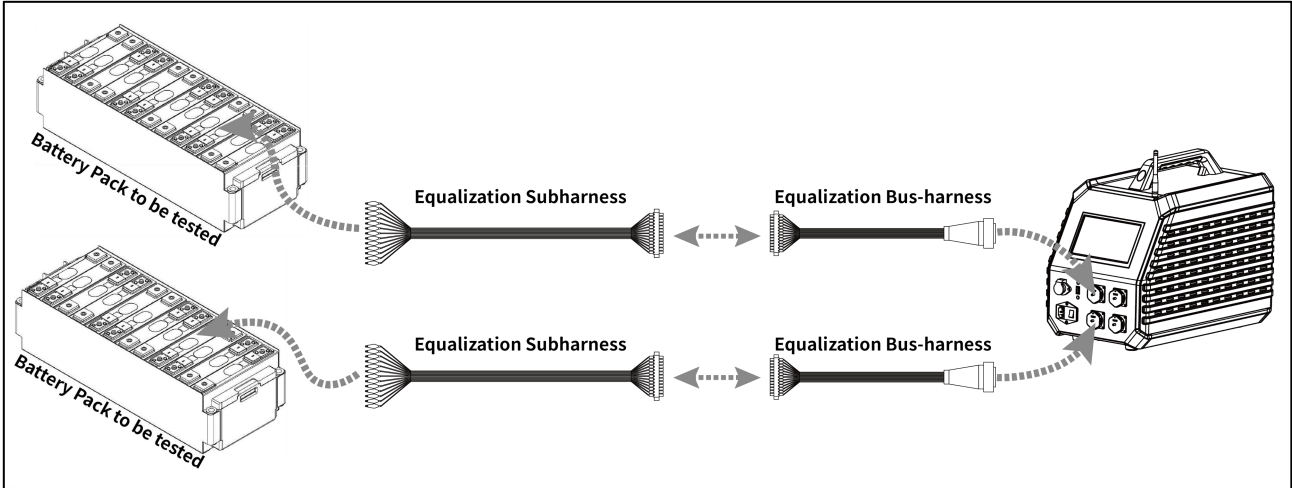 Battery Pack to be tested
Equalization Subharness
Equalization Bus-harness
Battery Pack to be tested
Equalization Subharness
Equalization Bus-harness